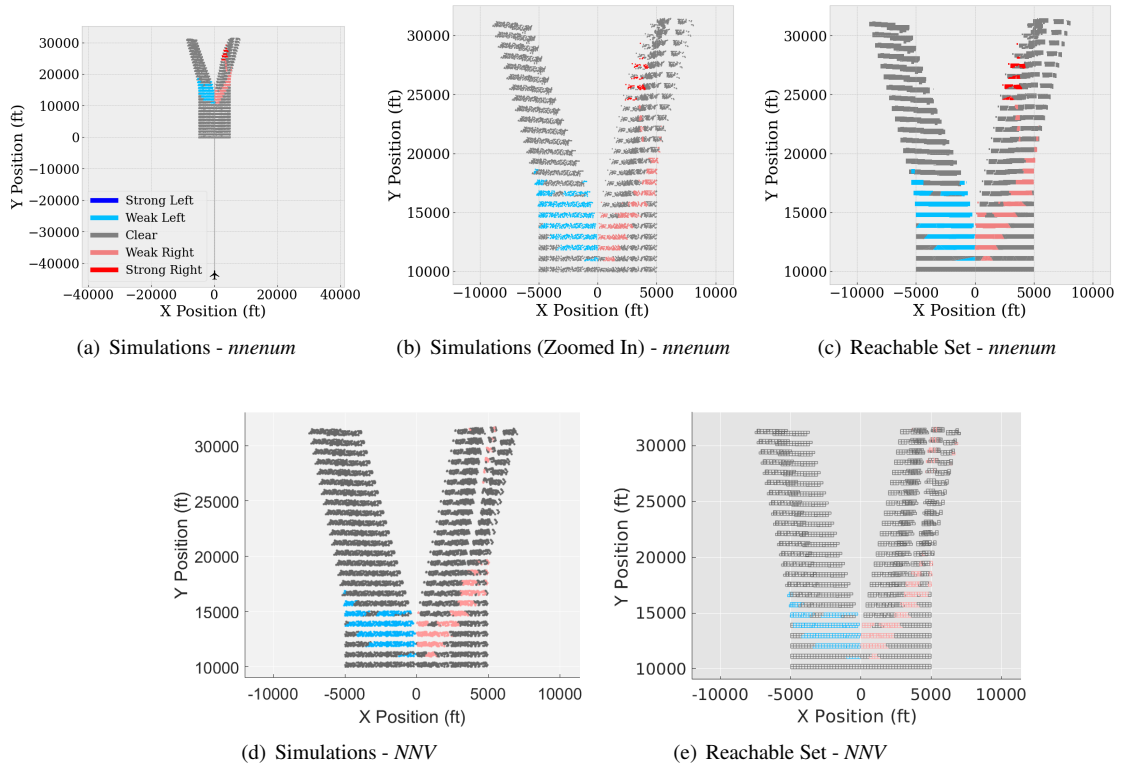 30000
20000
10000
0
−10000
−20000
−30000
−40000
Y Position (ft)
Strong Left
Weak Left
Clear
Weak Right
Strong Right
−40000 −20000 0 20000 40000
X Position (ft)
(a) Simulations - nnenum
30000
25000
20000
15000
10000
Y Position (ft)
−10000 −5000 0 5000 10000
X Position (ft)
(b) Simulations (Zoomed In) - nnenum
30000
25000
20000
15000
10000
Y Position (ft)
−10000 −5000 0 5000 10000
X Position (ft)
(c) Reachable Set - nnenum
30000
25000
20000
15000
10000
Y Position (ft)
-10000 -5000 0 5000 10000
X Position (ft)
(d) Simulations - NNV
30000
25000
20000
15000
10000
Y Position (ft)
-10000 -5000 0 5000 10000
X Position (ft)
(e) Reachable Set - NNV